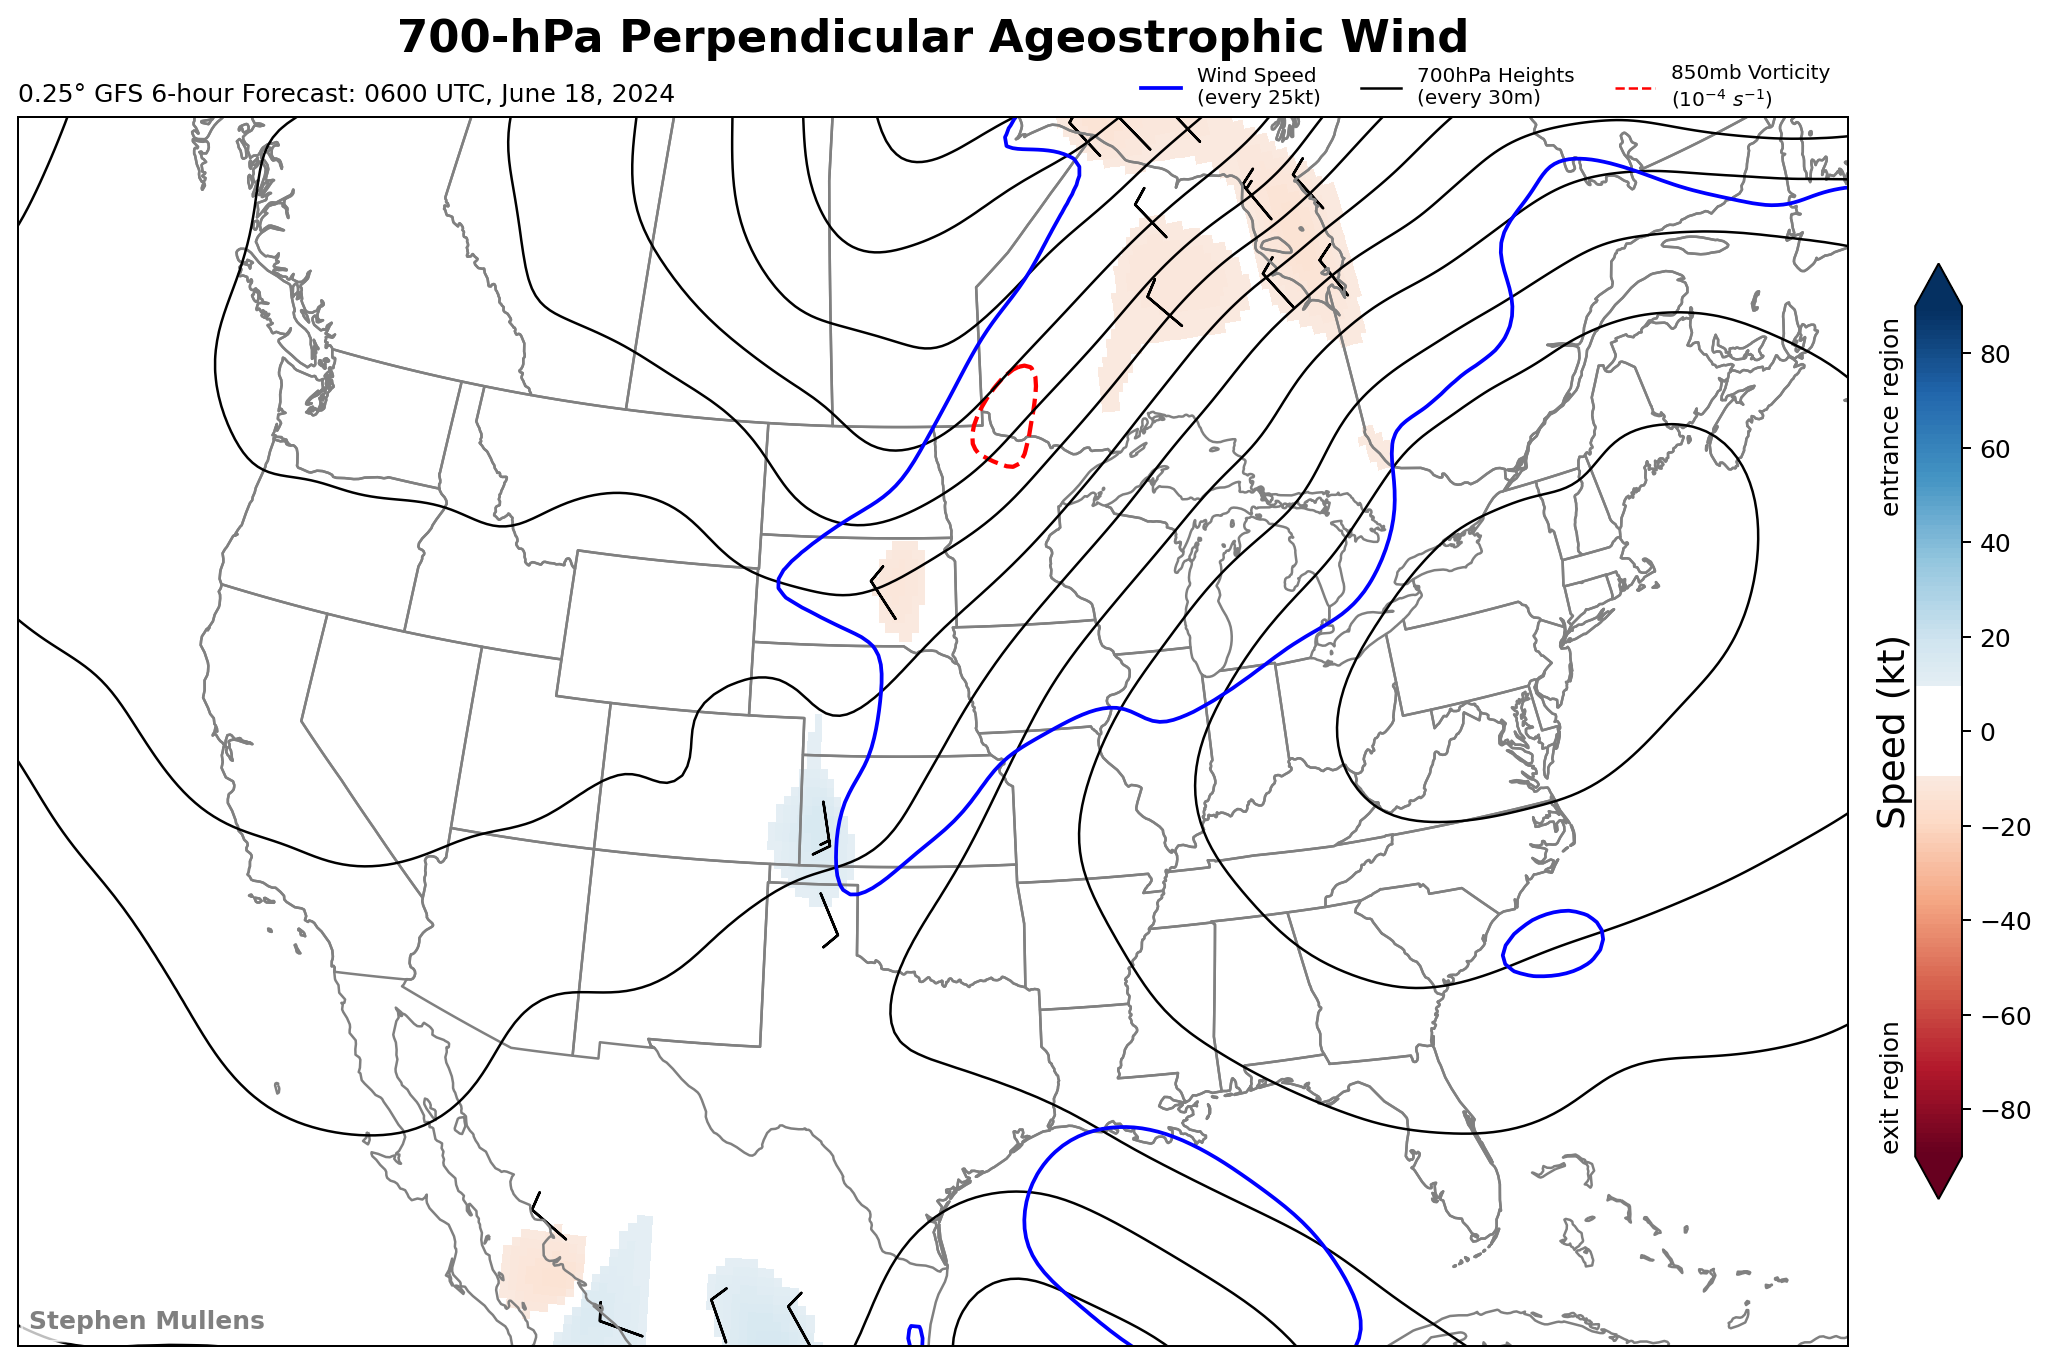 700-hPa Perpendicular Ageostrophic Wind
0.25° GFS 6-hour Forecast: 0600 UTC, June 18, 2024
Wind Speed
(every 25kt)
700hPa Heights
(every 30m)
850mb Vorticity
(10⁻⁴ s⁻¹)
entrance region
Speed (kt)
exit region
80
60
40
20
0
−20
−40
−60
−80
Stephen Mullens